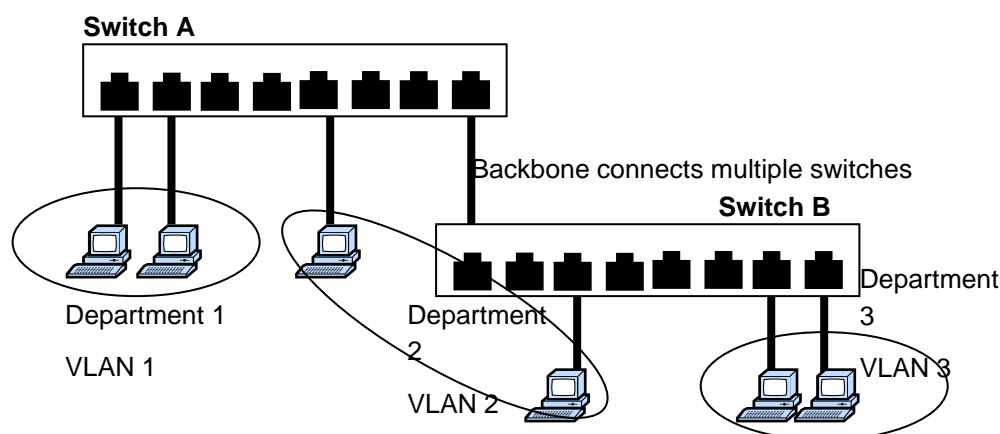 Switch A
Backbone connects multiple switches
Switch B
Department 1
VLAN 1
Department
2
VLAN 2
Department
3
VLAN 3